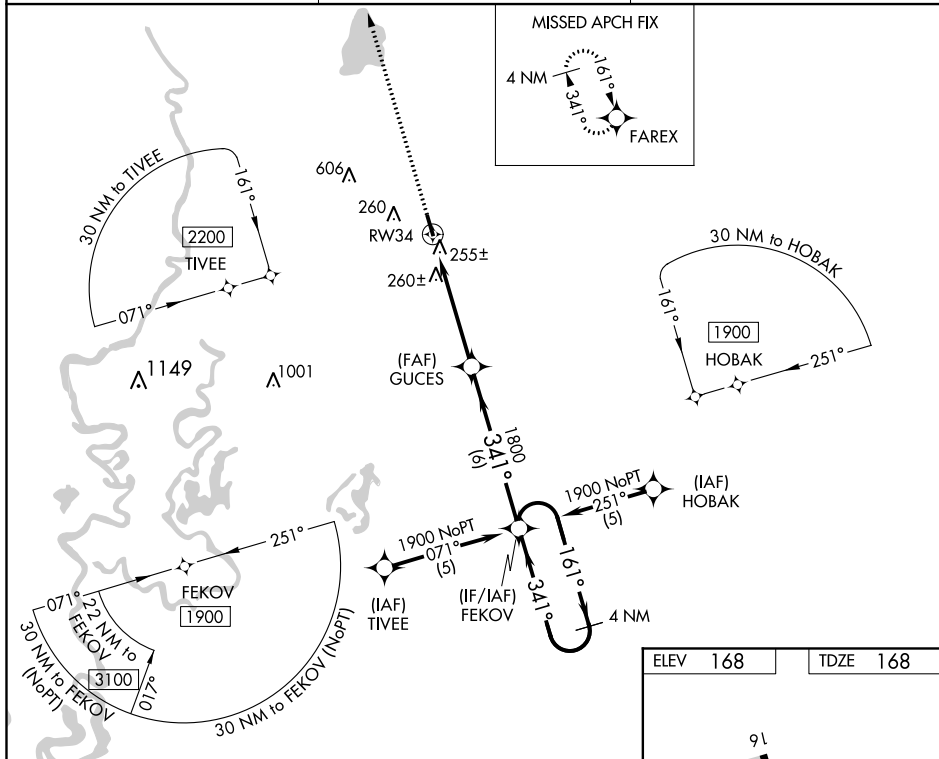 MISSED APCH FIX
4 NM
161°
341°
FAREX
30 NM to TIVEE
161°
2200
TIVEE
071°
606
260
RW34
255±
260±
30 NM to HOBAK
161°
1900
HOBAK
251°
1149
1001
(FAF)
GUCES
1800
341°
(6)
1900 NoPT
251°
(5)
(IAF)
HOBAK
1900 NoPT
071°
(5)
(IAF)
TIVEE
(IF/IAF)
FEKOV
161°
341°
4 NM
251°
071°
FEKOV
1900
22 NM to
FEKOV
3100
017°
30 NM to FEKOV
(NoPT)
30 NM to FEKOV (NoPT)
ELEV 168
TDZE 168
16